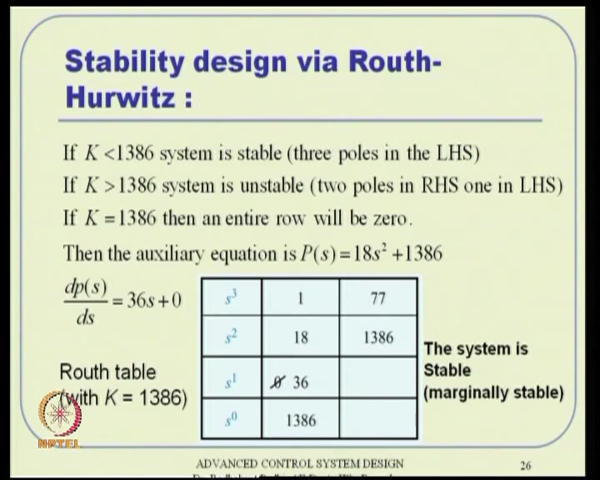 Stability design via Routh-
Hurwitz :
If K <1386 system is stable (three poles in the LHS)
If K >1386 system is unstable (two poles in RHS one in LHS)
If K =1386 then an entire row will be zero.
Then the auxiliary equation is P(s)=18s² +1386
dp(s)/ds = 36s+0
Routh table
(with K = 1386)
s³ 1 77
s² 18 1386
s¹ 0 36
s⁰ 1386
The system is
Stable
(marginally stable)
NPTEL
ADVANCED CONTROL SYSTEM DESIGN
26